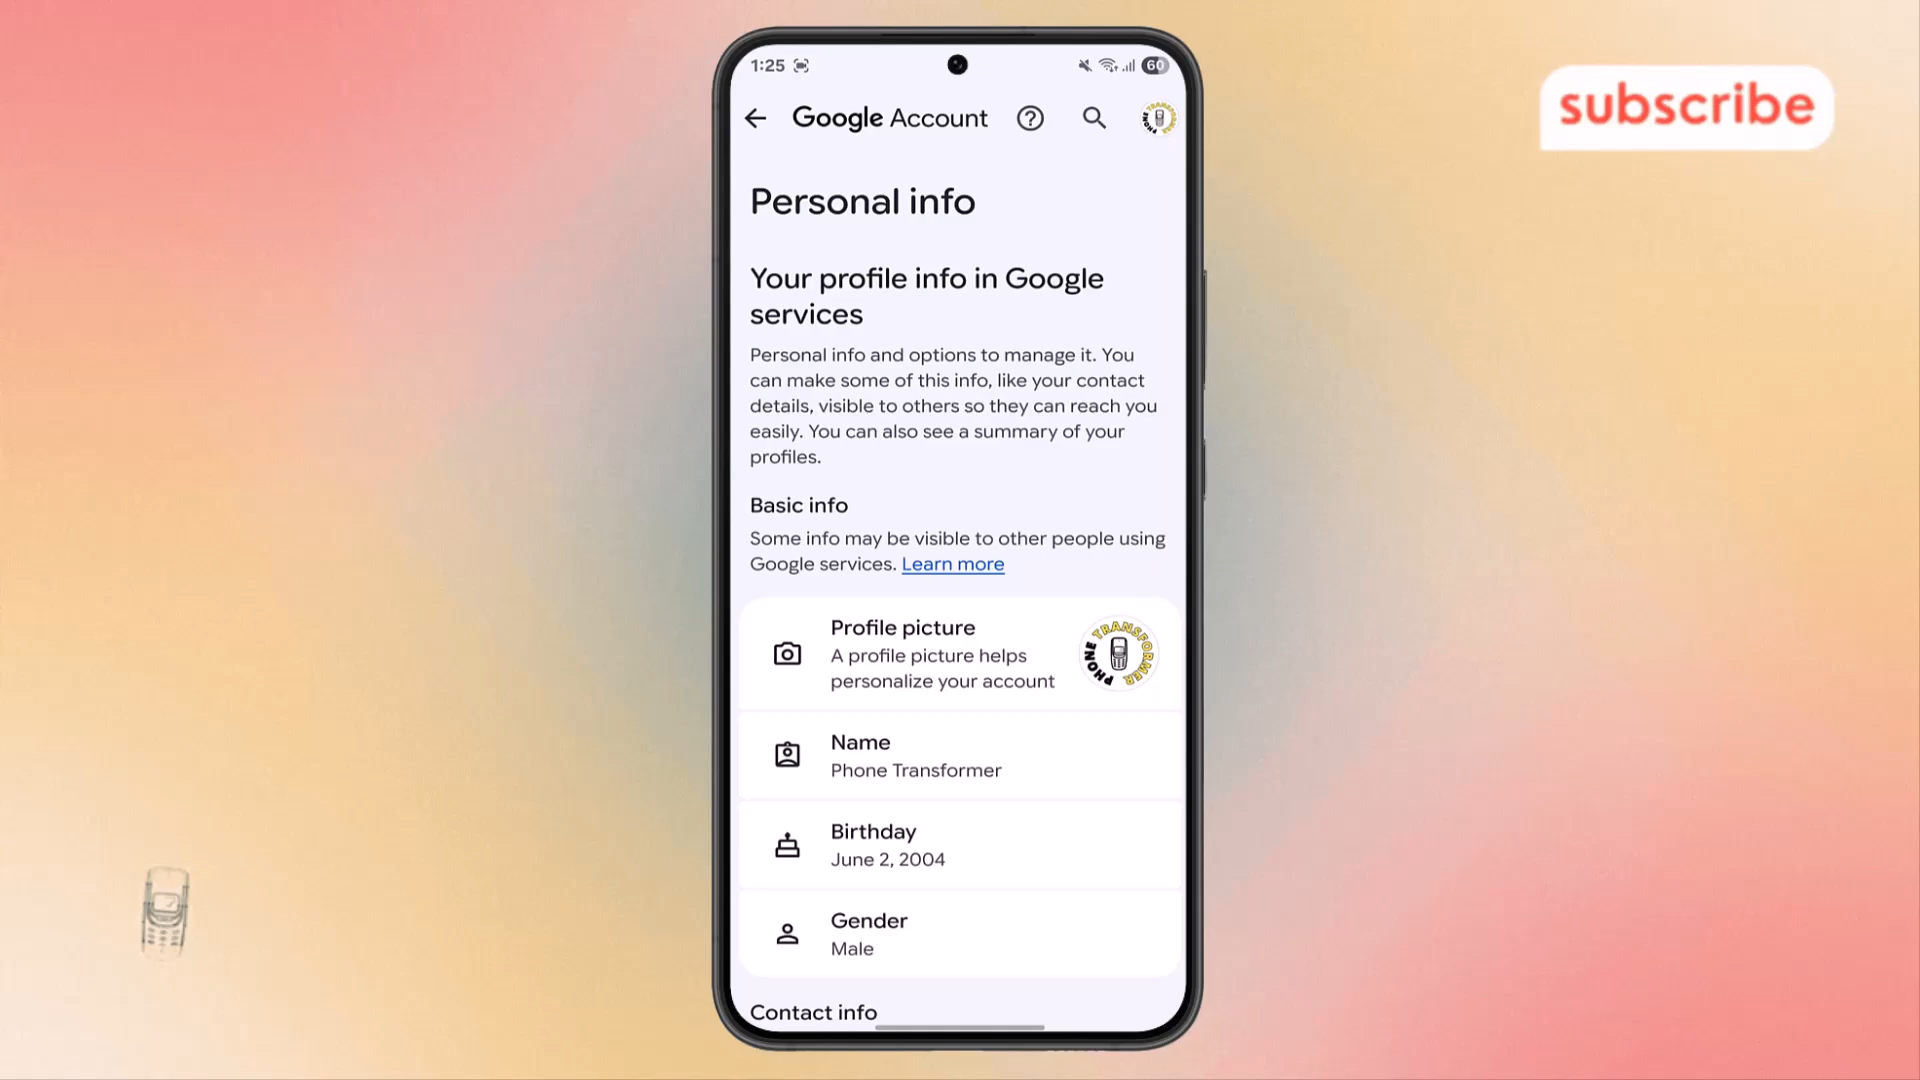 subscribe
1:25
60
Google Account
PHONE TRANSFORMER
Personal info
Your profile info in Google
services
Personal info and options to manage it. You
can make some of this info, like your contact
details, visible to others so they can reach you
easily. You can also see a summary of your
profiles.
Basic info
Some info may be visible to other people using
Google services. Learn more
Profile picture
A profile picture helps
personalize your account
PHONE TRANSFORMER
Name
Phone Transformer
Birthday
June 2, 2004
Gender
Male
Contact info